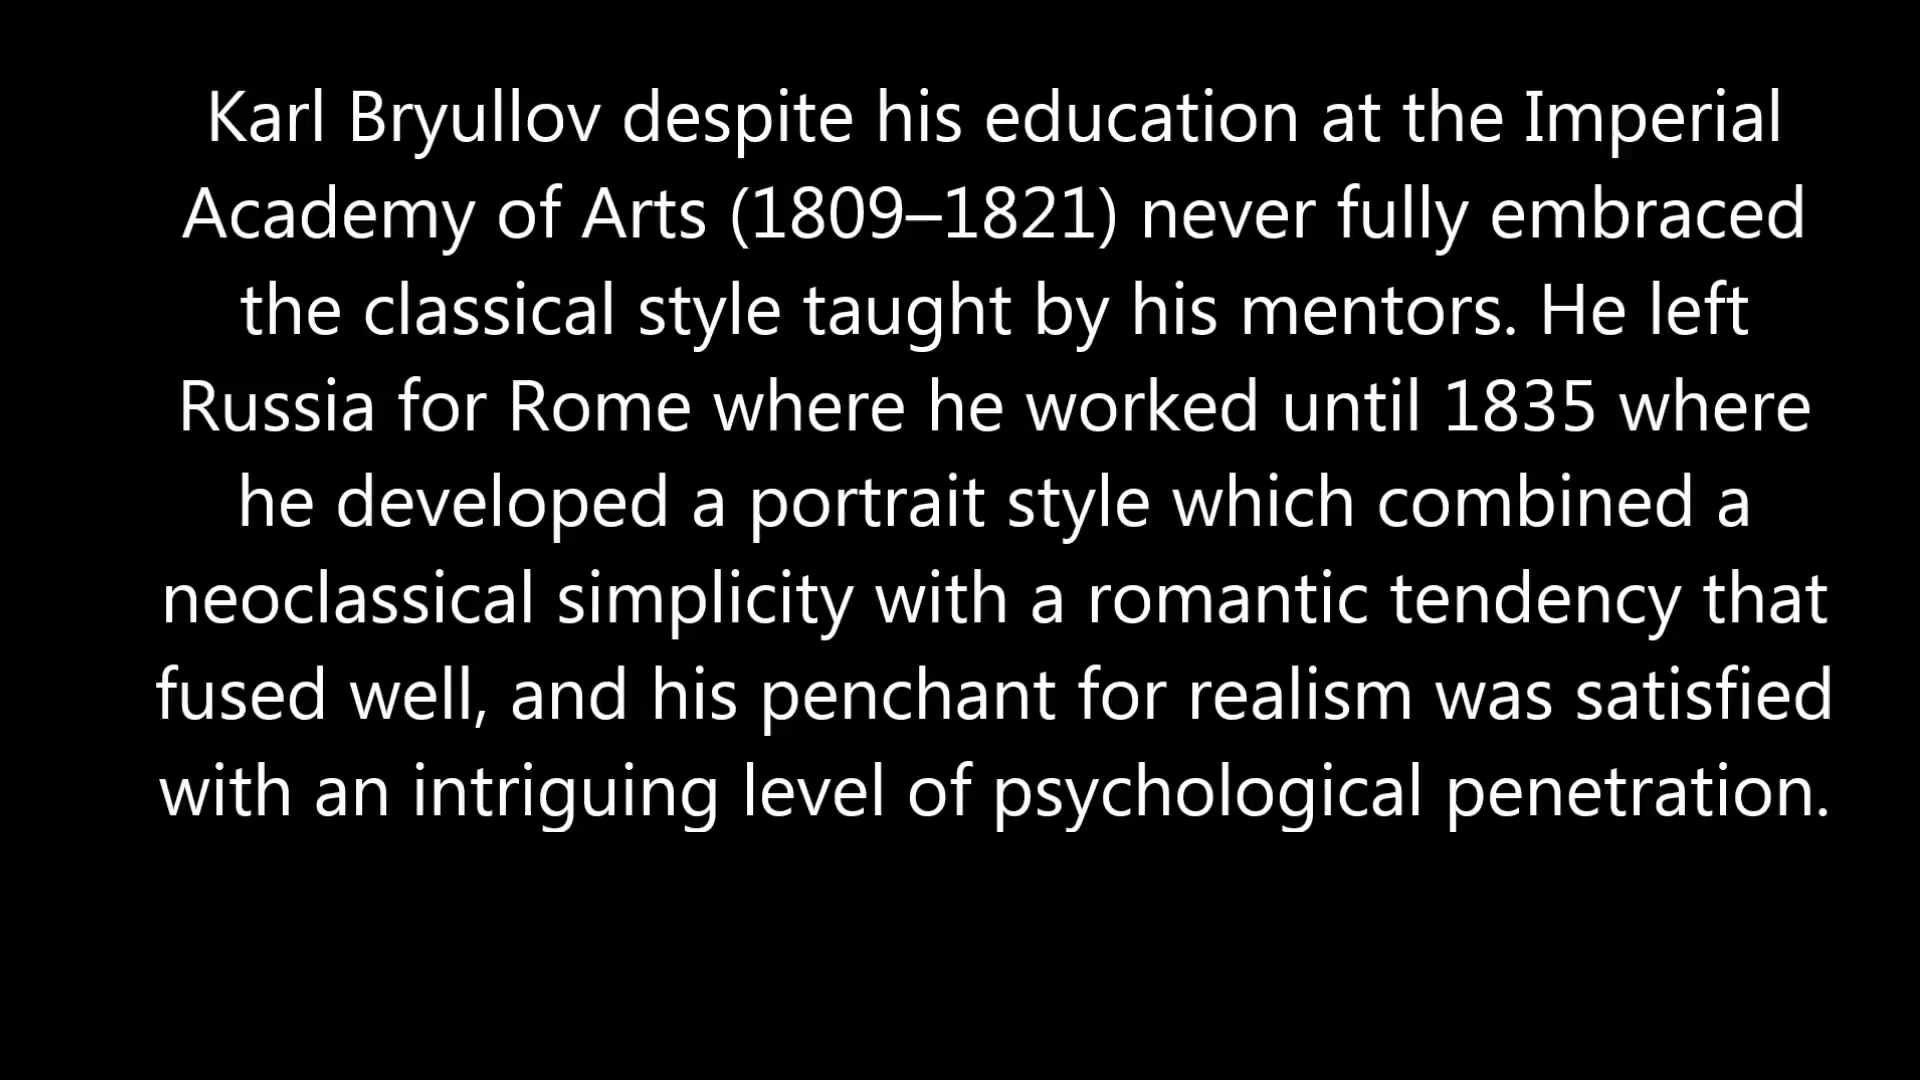 Karl Bryullov despite his education at the Imperial
Academy of Arts (1809–1821) never fully embraced
the classical style taught by his mentors. He left
Russia for Rome where he worked until 1835 where
he developed a portrait style which combined a
neoclassical simplicity with a romantic tendency that
fused well, and his penchant for realism was satisfied
with an intriguing level of psychological penetration.